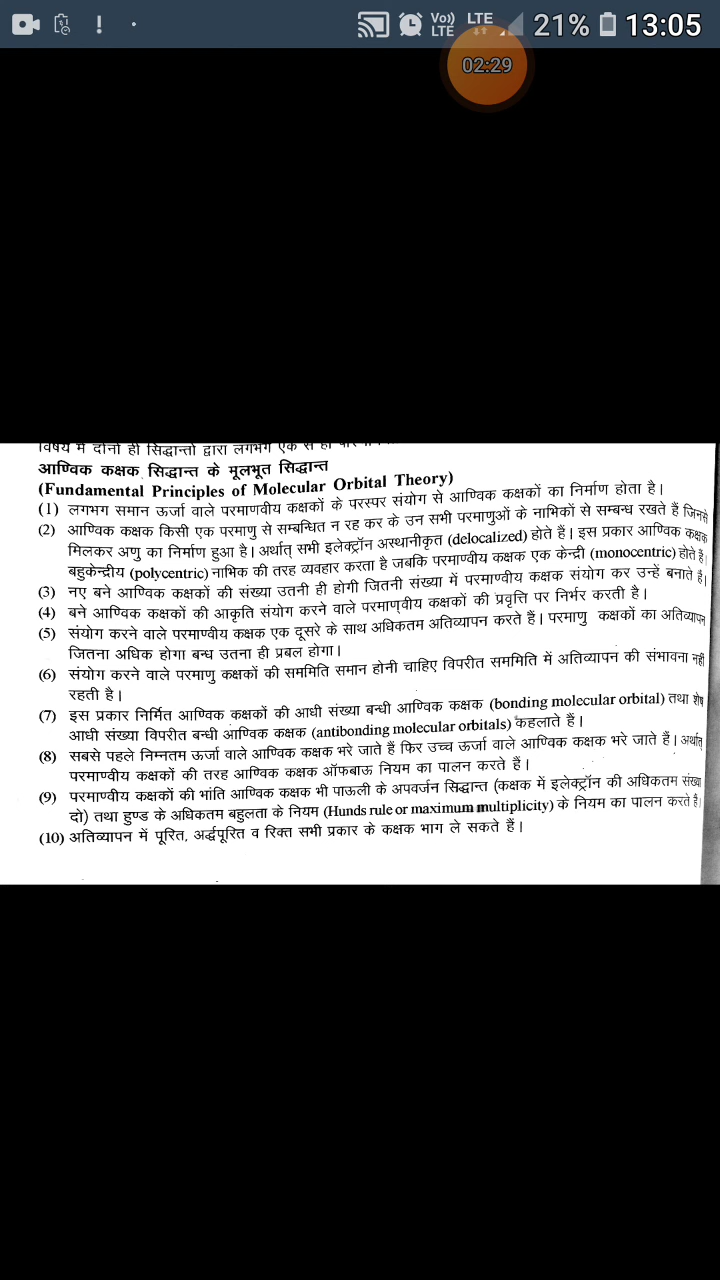 Vo)) LTE
LTE
21% 13:05
02:29
विषय में दोनों ही सिद्धान्तो द्वारा लगभग एक से ही
आण्विक कक्षक सिद्धान्त के मूलभूत सिद्धान्त
(Fundamental Principles of Molecular Orbital Theory)
(1) लगभग समान ऊर्जा वाले परमाणवीय कक्षकों के परस्पर संयोग से आण्विक कक्षकों का निर्माण होता है।
(2) आण्विक कक्षक किसी एक परमाणु से सम्बन्धित न रह कर के उन सभी परमाणुओं के नाभिकों से सम्बन्ध रखते हैं जिनसे
मिलकर अणु का निर्माण हुआ है। अर्थात् सभी इलेक्ट्रॉन अस्थानीकृत (delocalized) होते हैं। इस प्रकार आण्विक कक्षक
बहुकेन्द्रीय (polycentric) नाभिक की तरह व्यवहार करता है जबकि परमाण्वीय कक्षक एक केन्द्री (monocentric) होते हैं।
(3) नए बने आण्विक कक्षकों की संख्या उतनी ही होगी जितनी संख्या में परमाण्वीय कक्षक संयोग कर उन्हें बनाते हैं।
(4) बने आण्विक कक्षकों की आकृति संयोग करने वाले परमाण्वीय कक्षकों की प्रवृत्ति पर निर्भर करती है।
(5) संयोग करने वाले परमाण्वीय कक्षक एक दूसरे के साथ अधिकतम अतिव्यापन करते हैं। परमाणु कक्षकों का अतिव्यापन
जितना अधिक होगा बन्ध उतना ही प्रबल होगा।
(6) संयोग करने वाले परमाणु कक्षकों की सममिति समान होनी चाहिए विपरीत सममिति में अतिव्यापन की संभावना नहीं
रहती है।
(7) इस प्रकार निर्मित आण्विक कक्षकों की आधी संख्या बन्धी आण्विक कक्षक (bonding molecular orbital) तथा शेष
आधी संख्या विपरीत बन्धी आण्विक कक्षक (antibonding molecular orbitals) कहलाते हैं।
(8) सबसे पहले निम्नतम ऊर्जा वाले आण्विक कक्षक भरे जाते हैं फिर उच्च ऊर्जा वाले आण्विक कक्षक भरे जाते हैं। अर्थात्
परमाण्वीय कक्षकों की तरह आण्विक कक्षक ऑफबाऊ नियम का पालन करते हैं।
(9) परमाण्वीय कक्षकों की भांति आण्विक कक्षक भी पाऊली के अपवर्जन सिद्धान्त (कक्षक में इलेक्ट्रॉन की अधिकतम संख्या
दो) तथा हुण्ड के अधिकतम बहुलता के नियम (Hunds rule or maximum multiplicity) के नियम का पालन करते हैं।
(10) अतिव्यापन में पूरित, अर्द्धपूरित व रिक्त सभी प्रकार के कक्षक भाग ले सकते हैं।